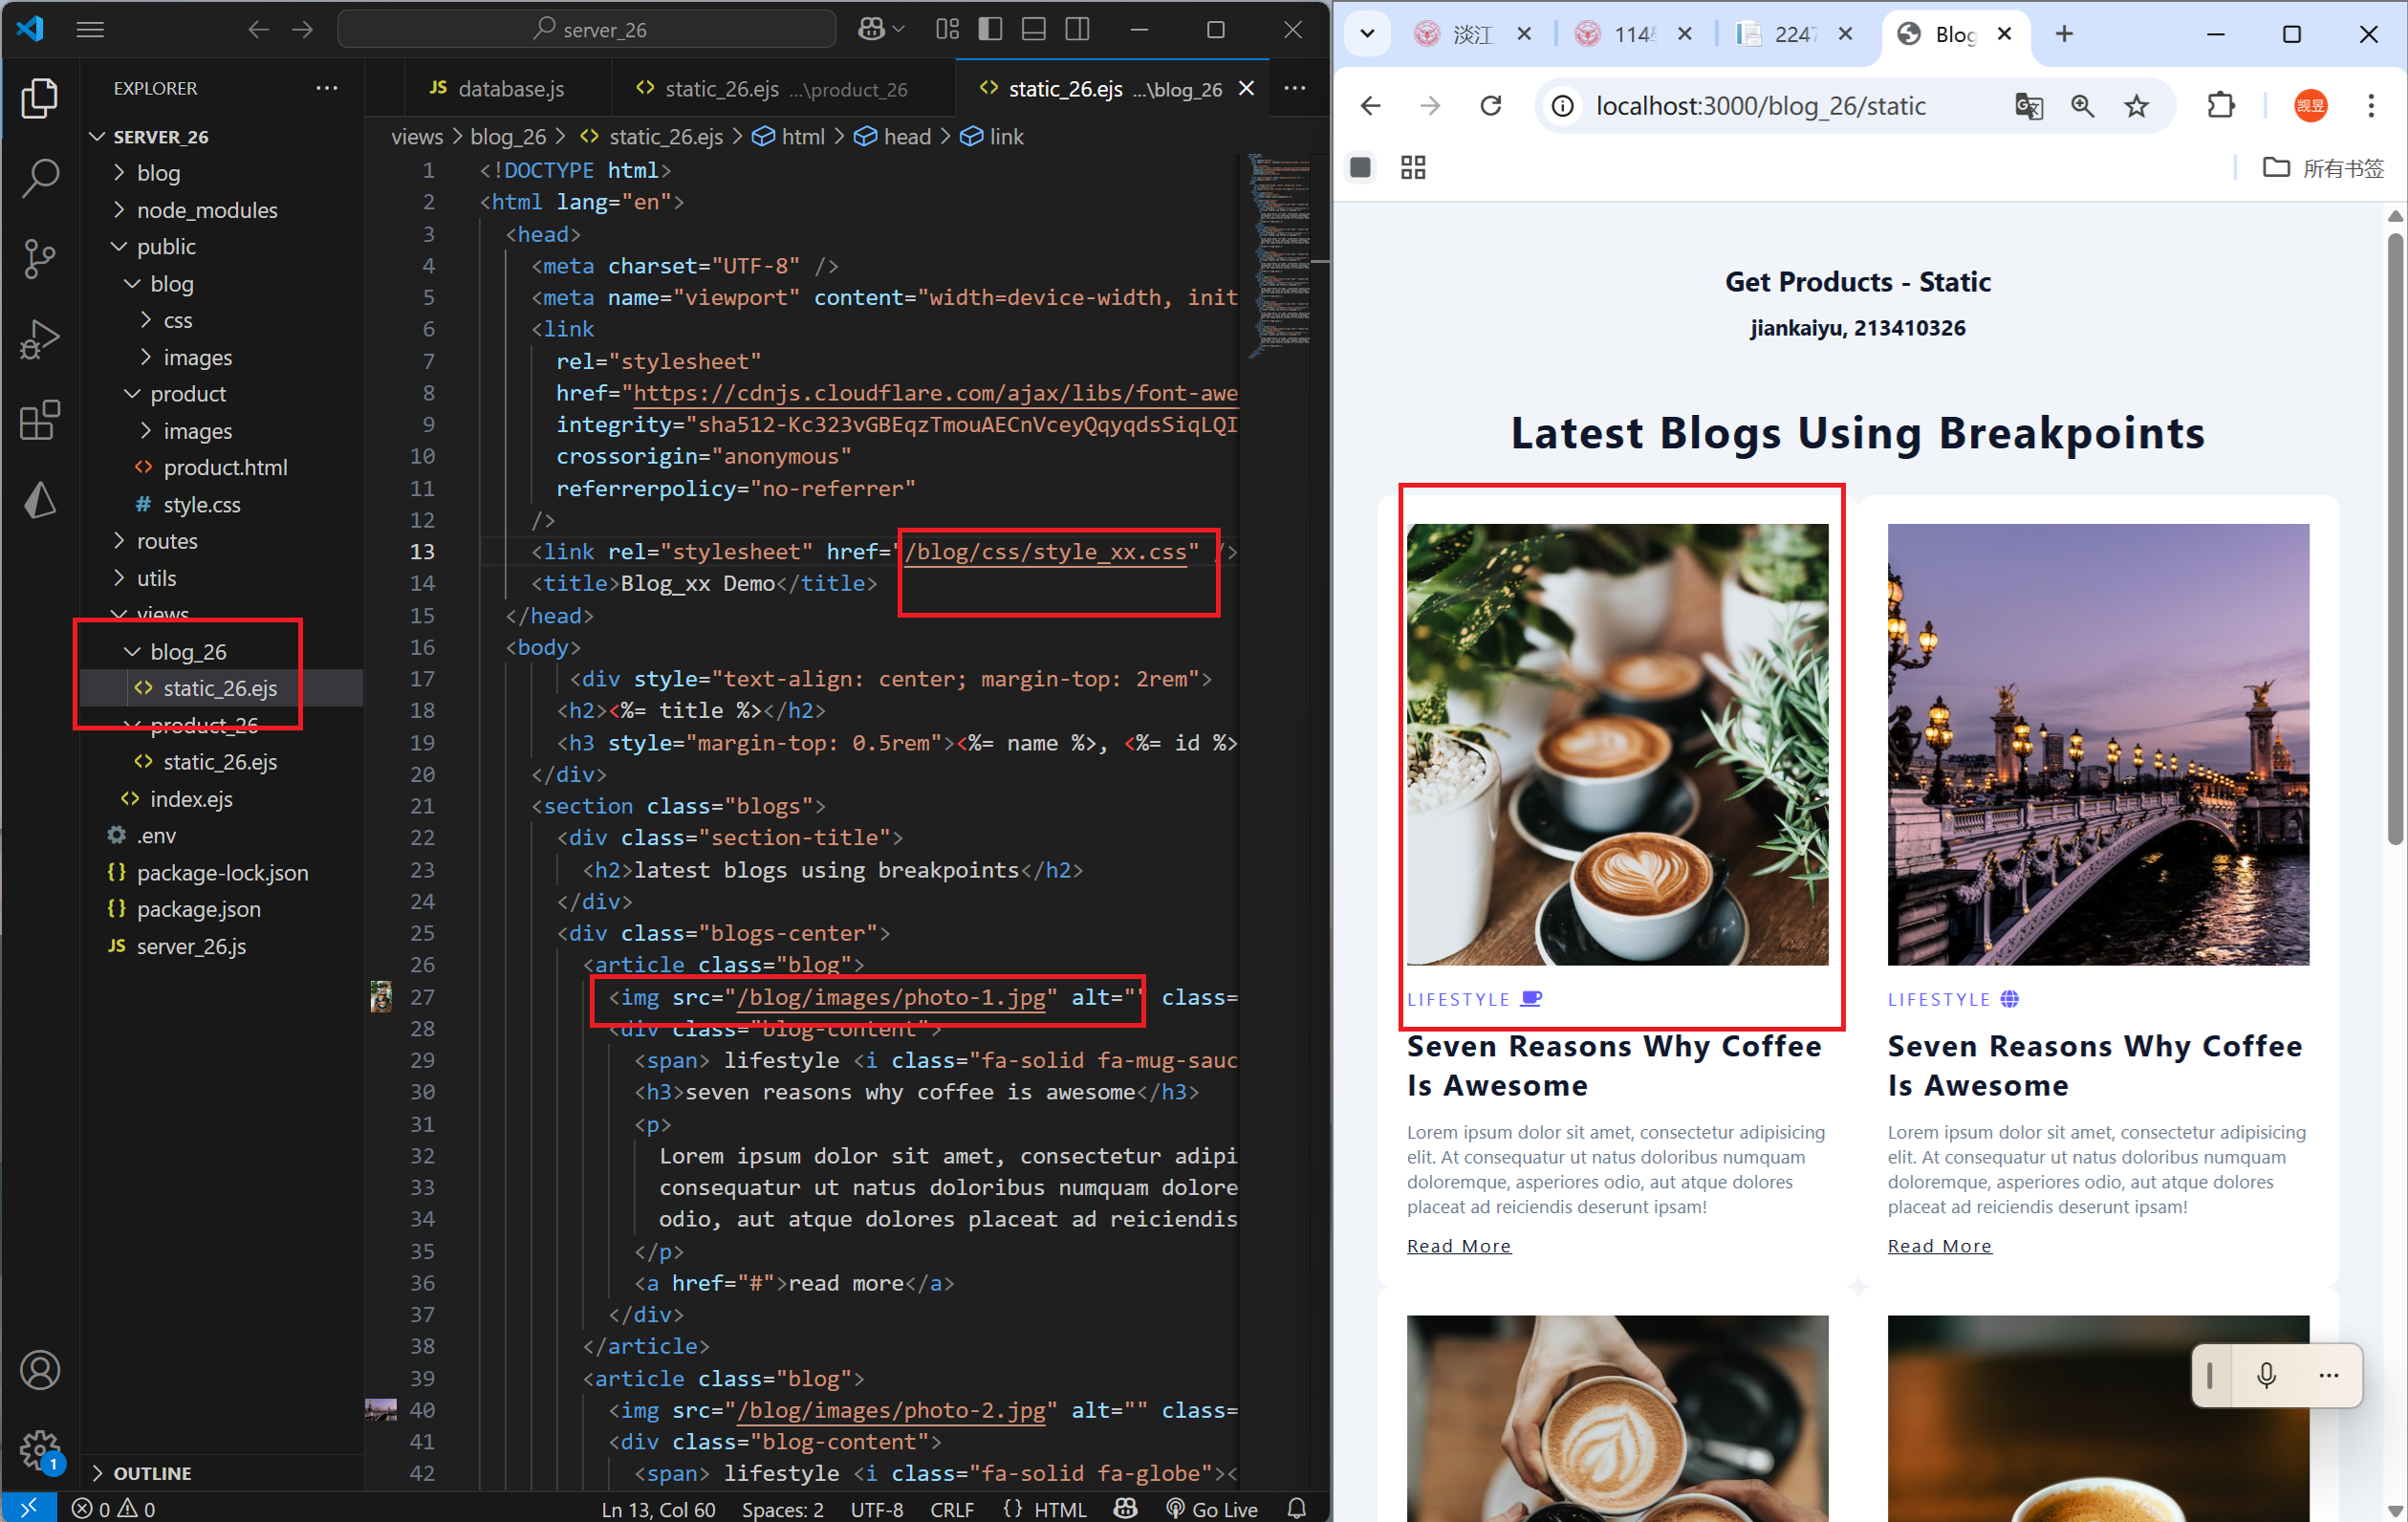 server_26
EXPLORER
SERVER_26
blog
node_modules
public
blog
css
images
product
images
product.html
style.css
routes
utils
views
blog_26
static_26.ejs
product_26
static_26.ejs
index.ejs
.env
package-lock.json
package.json
server_26.js
OUTLINE
database.js
static_26.ejs ...\product_26
static_26.ejs ...\blog_26
views > blog_26 > static_26.ejs > html > head > link
1 <!DOCTYPE html>
2 <html lang="en">
3 <head>
4 <meta charset="UTF-8" />
5 <meta name="viewport" content="width=device-width, init
6 <link
7 rel="stylesheet"
8 href="https://cdnjs.cloudflare.com/ajax/libs/font-awe
9 integrity="sha512-Kc323vGBEqzTmouAECnVceyQqyqdsSiqLQI
10 crossorigin="anonymous"
11 referrerpolicy="no-referrer"
12 />
13 <link rel="stylesheet" href="/blog/css/style_xx.css" />
14 <title>Blog_xx Demo</title>
15 </head>
16 <body>
17 <div style="text-align: center; margin-top: 2rem">
18 <h2><%= title %></h2>
19 <h3 style="margin-top: 0.5rem"><%= name %>, <%= id %>
20 </div>
21 <section class="blogs">
22 <div class="section-title">
23 <h2>latest blogs using breakpoints</h2>
24 </div>
25 <div class="blogs-center">
26 <article class="blog">
27 <img src="/blog/images/photo-1.jpg" alt="" class=
28 <div class="blog-content">
29 <span> lifestyle <i class="fa-solid fa-mug-sauc
30 <h3>seven reasons why coffee is awesome</h3>
31 <p>
32 Lorem ipsum dolor sit amet, consectetur adipi
33 consequatur ut natus doloribus numquam dolore
34 odio, aut atque dolores placeat ad reiciendis
35 </p>
36 <a href="#">read more</a>
37 </div>
38 </article>
39 <article class="blog">
40 <img src="/blog/images/photo-2.jpg" alt="" class=
41 <div class="blog-content">
42 <span> lifestyle <i class="fa-solid fa-globe"><
1
0 0
Ln 13, Col 60 Spaces: 2 UTF-8 CRLF {} HTML Go Live
淡江
114
2247
Blog
localhost:3000/blog_26/static
觊昱
所有书签
Get Products - Static
jiankaiyu, 213410326
Latest Blogs Using Breakpoints
LIFESTYLE
Seven Reasons Why Coffee
Is Awesome
Lorem ipsum dolor sit amet, consectetur adipisicing
elit. At consequatur ut natus doloribus numquam
doloremque, asperiores odio, aut atque dolores
placeat ad reiciendis deserunt ipsam!
Read More
LIFESTYLE
Seven Reasons Why Coffee
Is Awesome
Lorem ipsum dolor sit amet, consectetur adipisicing
elit. At consequatur ut natus doloribus numquam
doloremque, asperiores odio, aut atque dolores
placeat ad reiciendis deserunt ipsam!
Read More